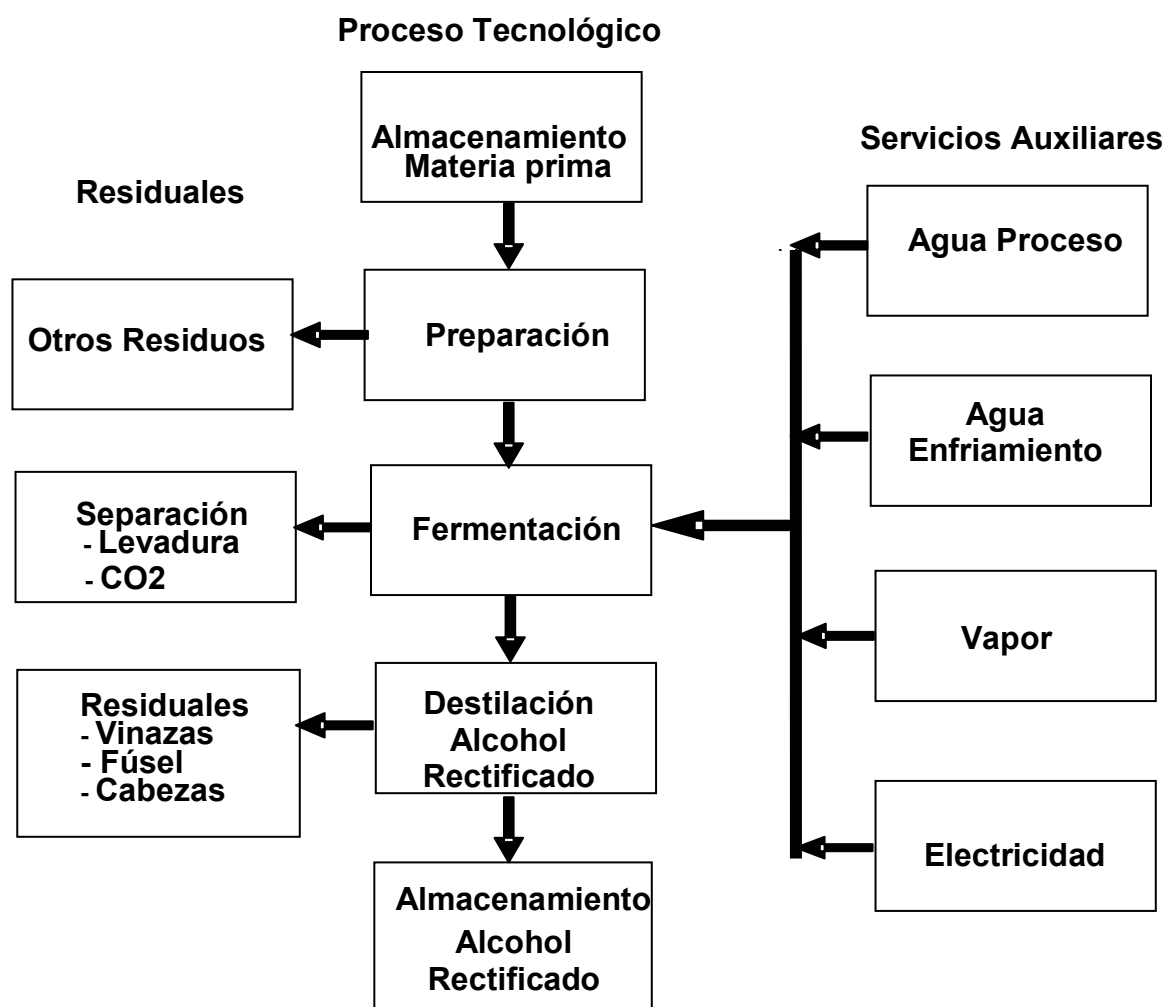 Proceso Tecnológico
Almacenamiento
Materia prima
Servicios Auxiliares
Residuales
Agua Proceso
Otros Residuos
Preparación
Agua
Enfriamiento
Separación
- Levadura
- CO2
Fermentación
Vapor
Residuales
- Vinazas
- Fúsel
- Cabezas
Destilación
Alcohol
Rectificado
Electricidad
Almacenamiento
Alcohol
Rectificado